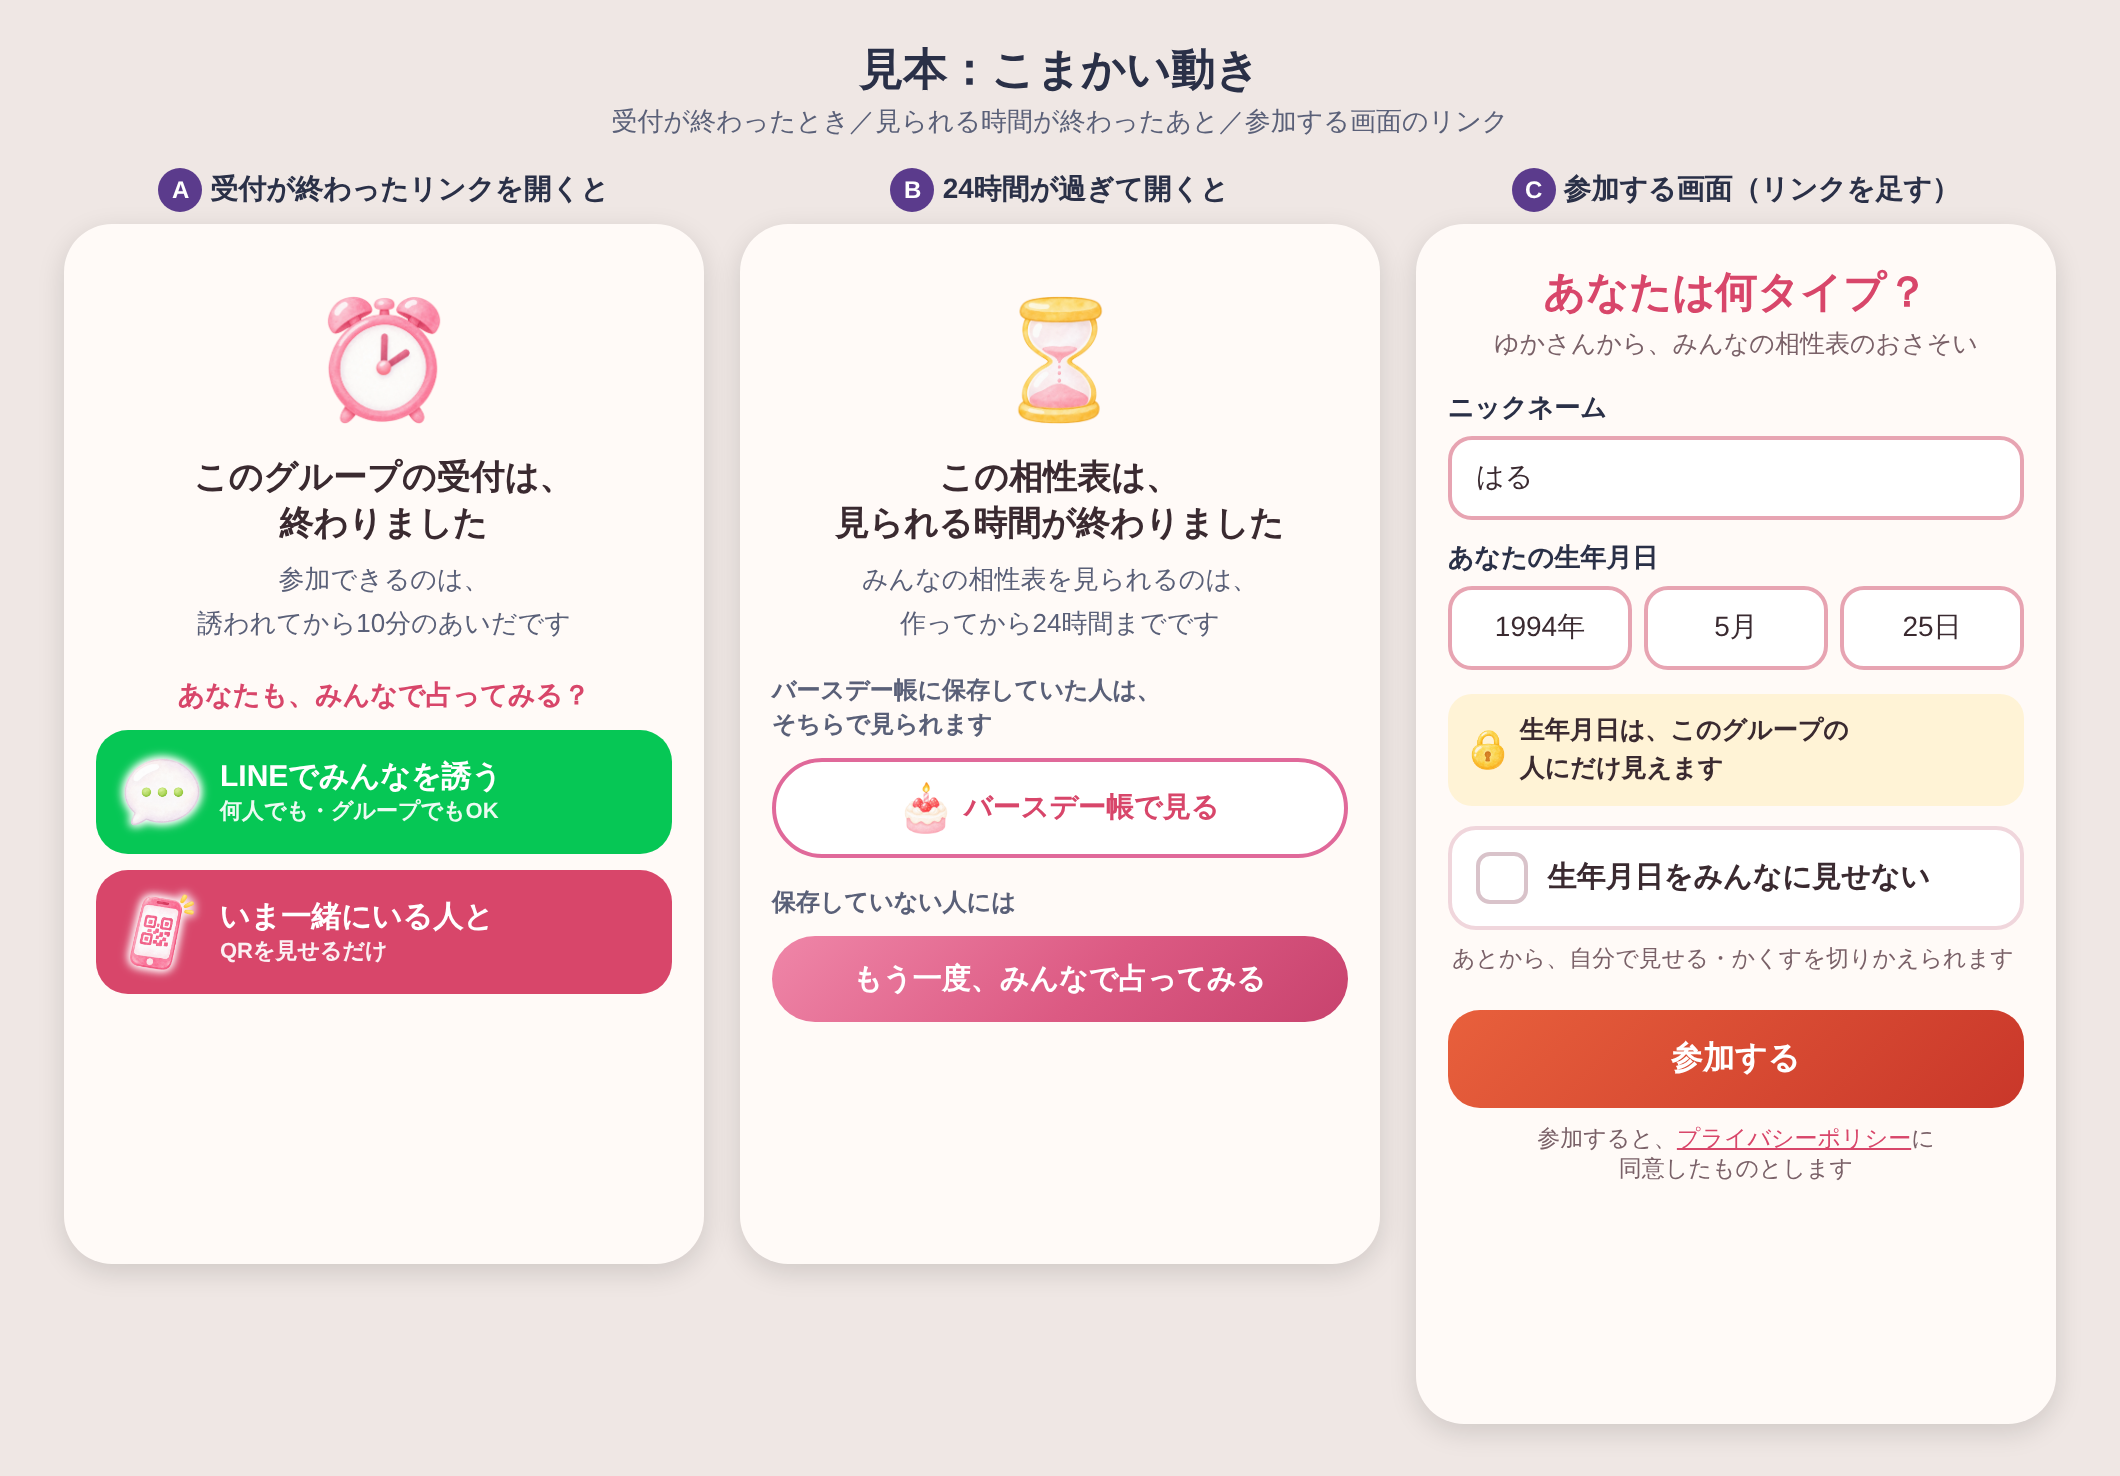 見本：こまかい動き
受付が終わったとき／見られる時間が終わったあと／参加する画面のリンク
A 受付が終わったリンクを開くと
このグループの受付は、
終わりました
参加できるのは、
誘われてから10分のあいだです
あなたも、みんなで占ってみる？
LINEでみんなを誘う
何人でも・グループでもOK
いま一緒にいる人と
QRを見せるだけ
B 24時間が過ぎて開くと
この相性表は、
見られる時間が終わりました
みんなの相性表を見られるのは、
作ってから24時間までです
バースデー帳に保存していた人は、
そちらで見られます
バースデー帳で見る
保存していない人には
もう一度、みんなで占ってみる
C 参加する画面（リンクを足す）
あなたは何タイプ？
ゆかさんから、みんなの相性表のおさそい
ニックネーム
はる
あなたの生年月日
1994年 5月 25日
生年月日は、このグループの
人にだけ見えます
生年月日をみんなに見せない
あとから、自分で見せる・かくすを切りかえられます
参加する
参加すると、プライバシーポリシーに
同意したものとします